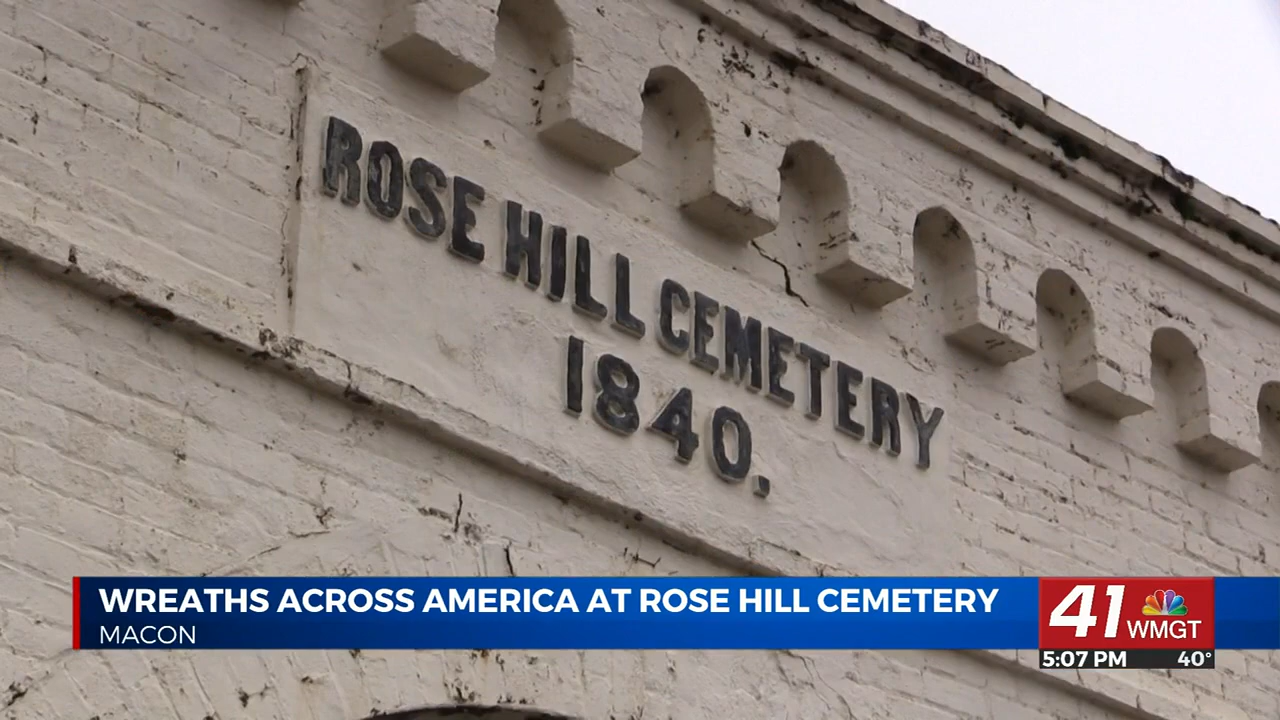 ROSE HILL CEMETERY
1840.
WREATHS ACROSS AMERICA AT ROSE HILL CEMETERY
MACON
41
WMGT
5:07 PM 40°